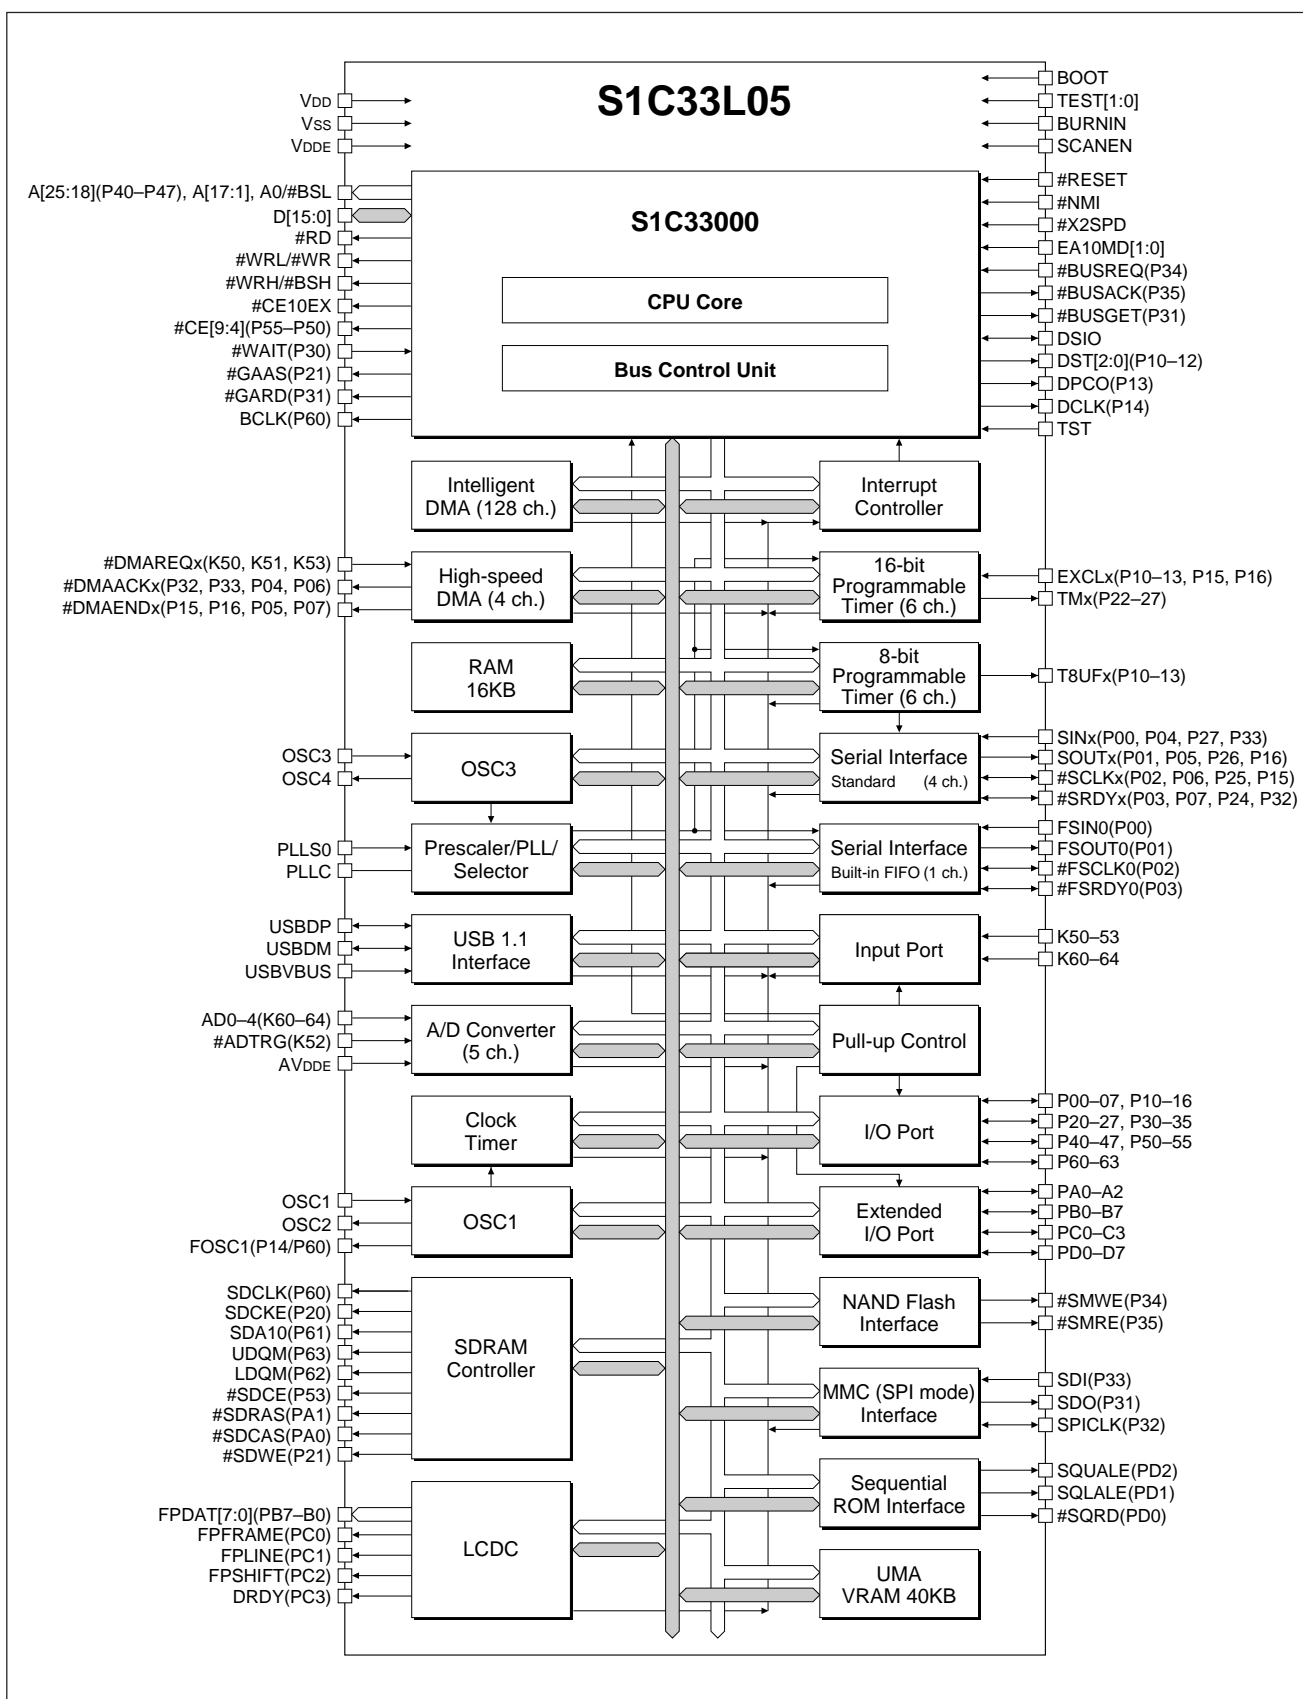 S1C33L05
VDD
VSS
VDDE
BOOT
TEST[1:0]
BURNIN
SCANEN
A[25:18](P40–P47), A[17:1], A0/#BSL
D[15:0]
#RD
#WRL/#WR
#WRH/#BSH
#CE10EX
#CE[9:4](P55–P50)
#WAIT(P30)
#GAAS(P21)
#GARD(P31)
BCLK(P60)
S1C33000
CPU Core
Bus Control Unit
#RESET
#NMI
#X2SPD
EA10MD[1:0]
#BUSREQ(P34)
#BUSACK(P35)
#BUSGET(P31)
DSIO
DST[2:0](P10–12)
DPCO(P13)
DCLK(P14)
TST
Intelligent
DMA (128 ch.)
Interrupt
Controller
#DMAREQx(K50, K51, K53)
#DMAACKx(P32, P33, P04, P06)
#DMAENDx(P15, P16, P05, P07)
High-speed
DMA (4 ch.)
16-bit
Programmable
Timer (6 ch.)
EXCLx(P10–13, P15, P16)
TMx(P22–27)
RAM
16KB
8-bit
Programmable
Timer (6 ch.)
T8UFx(P10–13)
OSC3
OSC4
OSC3
Serial Interface
Standard (4 ch.)
SINx(P00, P04, P27, P33)
SOUTx(P01, P05, P26, P16)
#SCLKx(P02, P06, P25, P15)
#SRDYx(P03, P07, P24, P32)
PLLS0
PLLC
Prescaler/PLL/
Selector
Serial Interface
Built-in FIFO (1 ch.)
FSIN0(P00)
FSOUT0(P01)
#FSCLK0(P02)
#FSRDY0(P03)
USBDP
USBDM
USBVBUS
USB 1.1
Interface
Input Port
K50–53
K60–64
AD0–4(K60–64)
#ADTRG(K52)
AVDDE
A/D Converter
(5 ch.)
Pull-up Control
Clock
Timer
I/O Port
P00–07, P10–16
P20–27, P30–35
P40–47, P50–55
P60–63
OSC1
OSC2
FOSC1(P14/P60)
OSC1
Extended
I/O Port
PA0–A2
PB0–B7
PC0–C3
PD0–D7
SDCLK(P60)
SDCKE(P20)
SDA10(P61)
UDQM(P63)
LDQM(P62)
#SDCE(P53)
#SDRAS(PA1)
#SDCAS(PA0)
#SDWE(P21)
SDRAM
Controller
NAND Flash
Interface
#SMWE(P34)
#SMRE(P35)
MMC (SPI mode)
Interface
SDI(P33)
SDO(P31)
SPICLK(P32)
Sequential
ROM Interface
SQUALE(PD2)
SQLALE(PD1)
#SQRD(PD0)
FPDAT[7:0](PB7–B0)
FPFRAME(PC0)
FPLINE(PC1)
FPSHIFT(PC2)
DRDY(PC3)
LCDC
UMA
VRAM 40KB